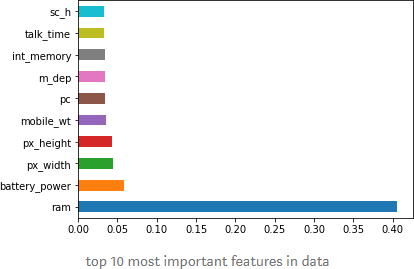 sc_h
talk_time
int_memory
m_dep
pc
mobile_wt
px_height
px_width
battery_power
ram
0.00 0.05 0.10 0.15 0.20 0.25 0.30 0.35 0.40
top 10 most important features in data